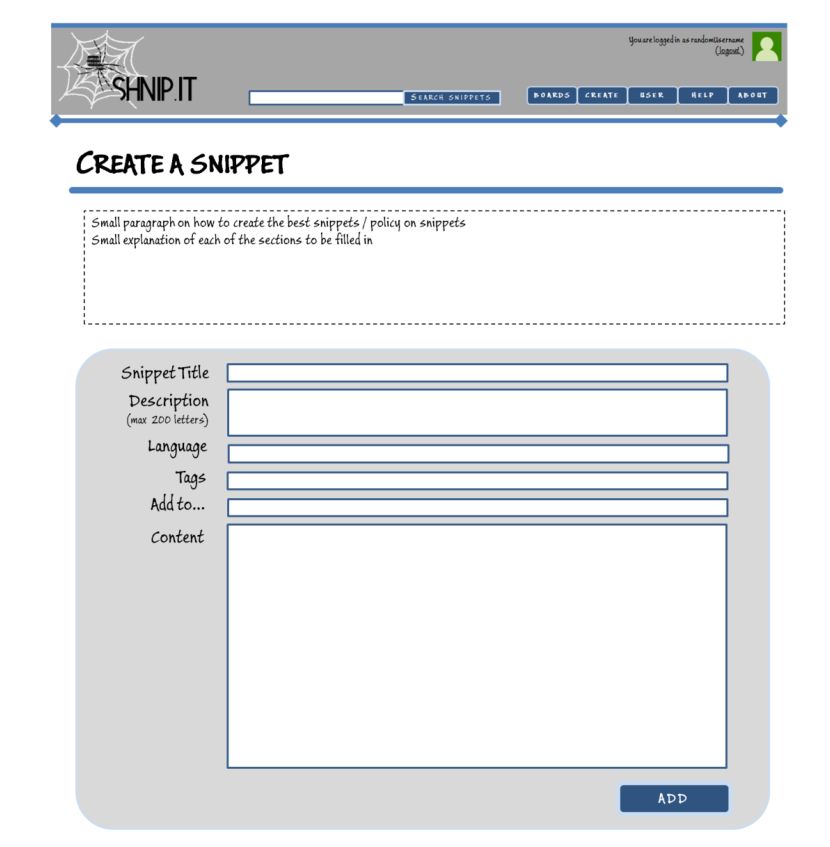 You are logged in as randomUsername
(logout)
SHNIP.IT
SEARCH SNIPPETS
BOARDS CREATE USER HELP ABOUT
CREATE A SNIPPET
Small paragraph on how to create the best snippets / policy on snippets
Small explanation of each of the sections to be filled in
Snippet Title
Description
(max 200 letters)
Language
Tags
Add to...
Content
ADD